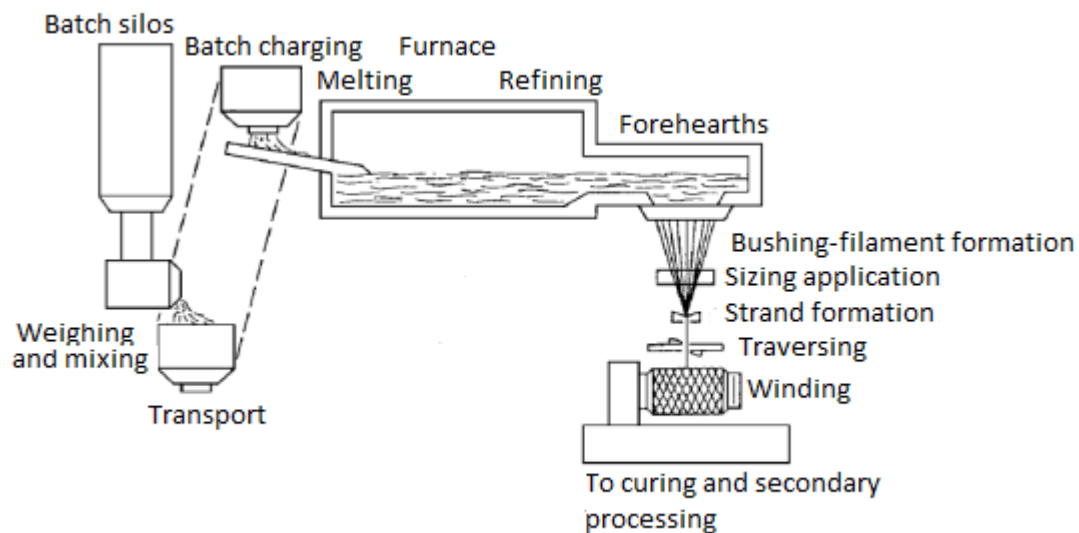 Batch silos
Batch charging
Furnace
Melting
Refining
Forehearths
Bushing-filament formation
Sizing application
Strand formation
Traversing
Winding
Weighing
and mixing
Transport
To curing and secondary
processing